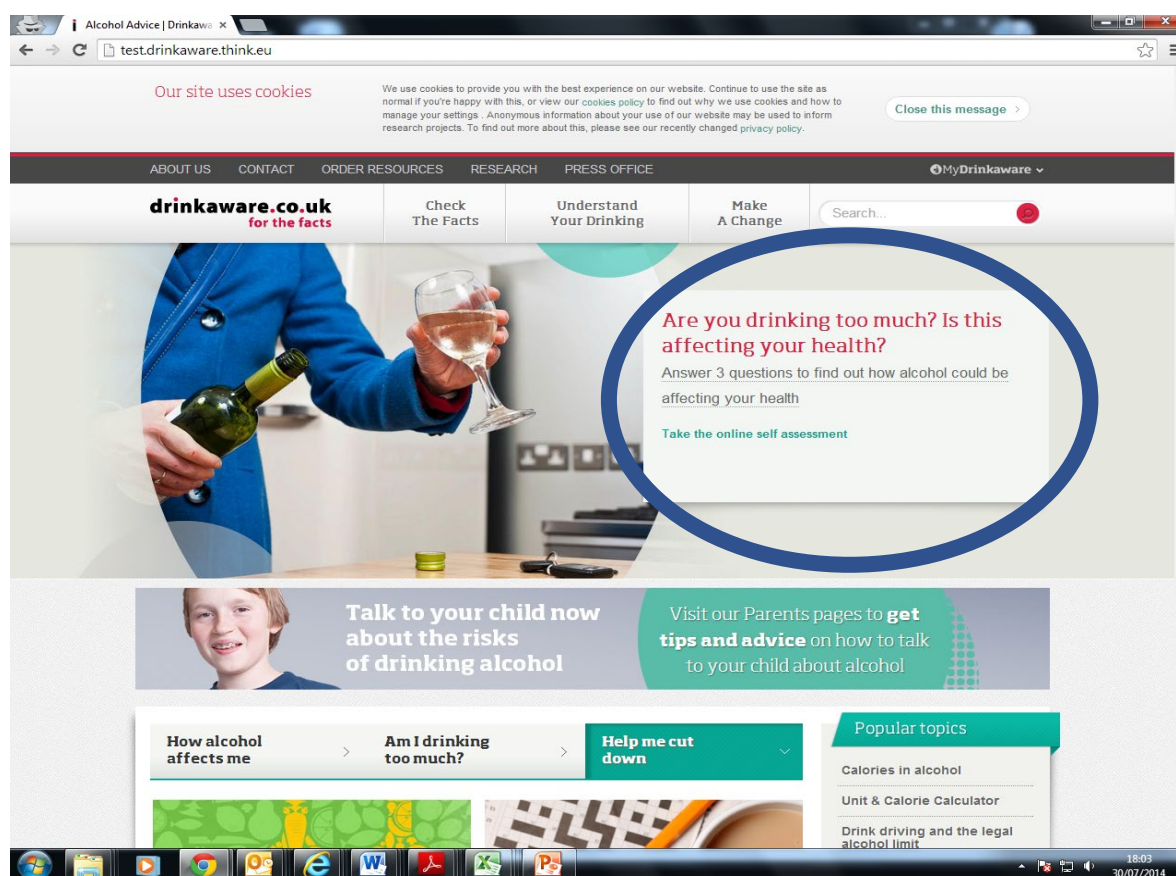 Alcohol Advice | Drinkawa
test.drinkaware.think.eu
Our site uses cookies
We use cookies to provide you with the best experience on our website. Continue to use the site as
normal if you're happy with this, or view our cookies policy to find out why we use cookies and how to
manage your settings . Anonymous information about your use of our website may be used to inform
research projects. To find out more about this, please see our recently changed privacy policy.
Close this message
ABOUT US CONTACT ORDER RESOURCES RESEARCH PRESS OFFICE MyDrinkaware
drinkaware.co.uk
for the facts
Check
The Facts
Understand
Your Drinking
Make
A Change
Search...
Are you drinking too much? Is this
affecting your health?
Answer 3 questions to find out how alcohol could be
affecting your health
Take the online self assessment
Talk to your child now
about the risks
of drinking alcohol
Visit our Parents pages to get
tips and advice on how to talk
to your child about alcohol
How alcohol
affects me
Am I drinking
too much?
Help me cut
down
Popular topics
Calories in alcohol
Unit & Calorie Calculator
Drink driving and the legal
alcohol limit
18:03
30/07/2014